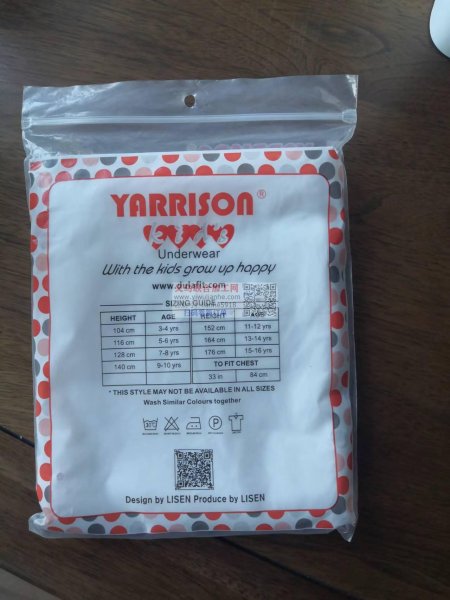 YARRISON®
kids
Underwear
With the kids grow up happy
SIZING GUIDE
HEIGHT AGE HEIGHT AGE
104 cm 3-4 yrs 152 cm 11-12 yrs
116 cm 5-6 yrs 164 cm 13-14 yrs
128 cm 7-8 yrs 176 cm 15-16 yrs
140 cm 9-10 yrs TO FIT CHEST
33 in 84 cm
* THIS STYLE MAY NOT BE AVAILABLE IN ALL SIZES
Wash Similar Colours together
Design by LISEN Produce by LISEN